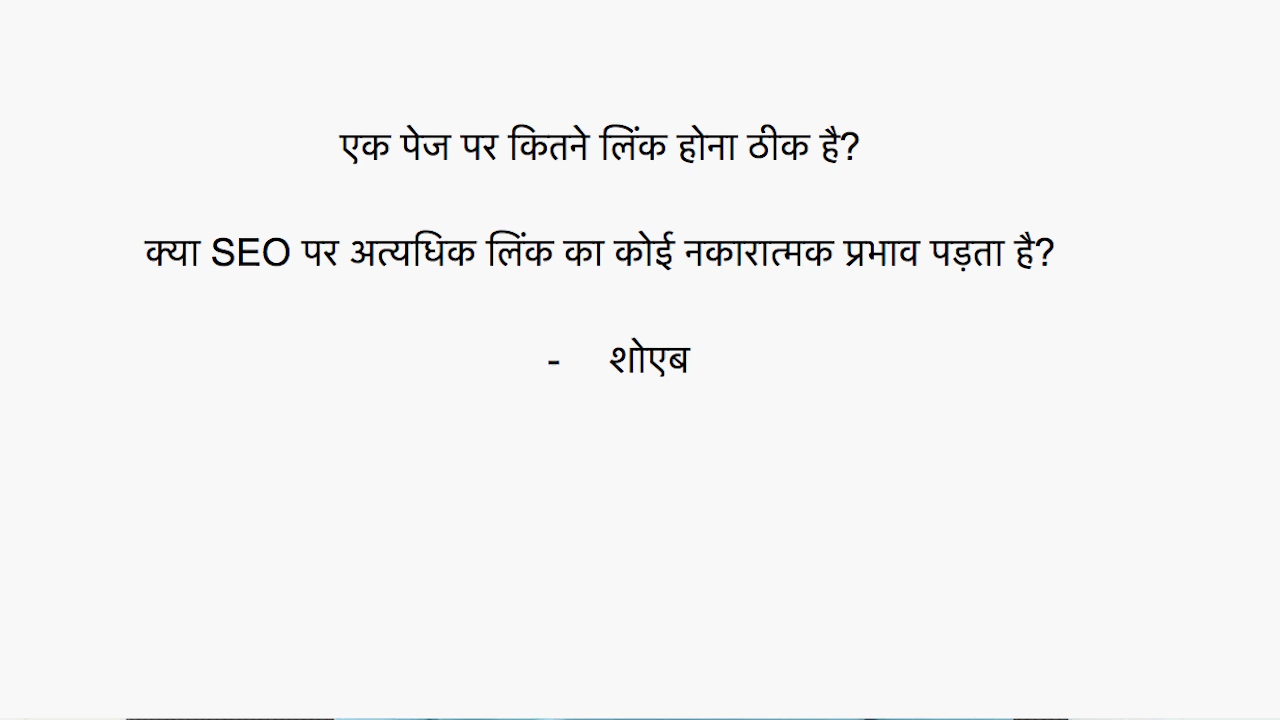 एक पेज पर कितने लिंक होना ठीक है?
क्या SEO पर अत्यधिक लिंक का कोई नकारात्मक प्रभाव पड़ता है?
- शोएब